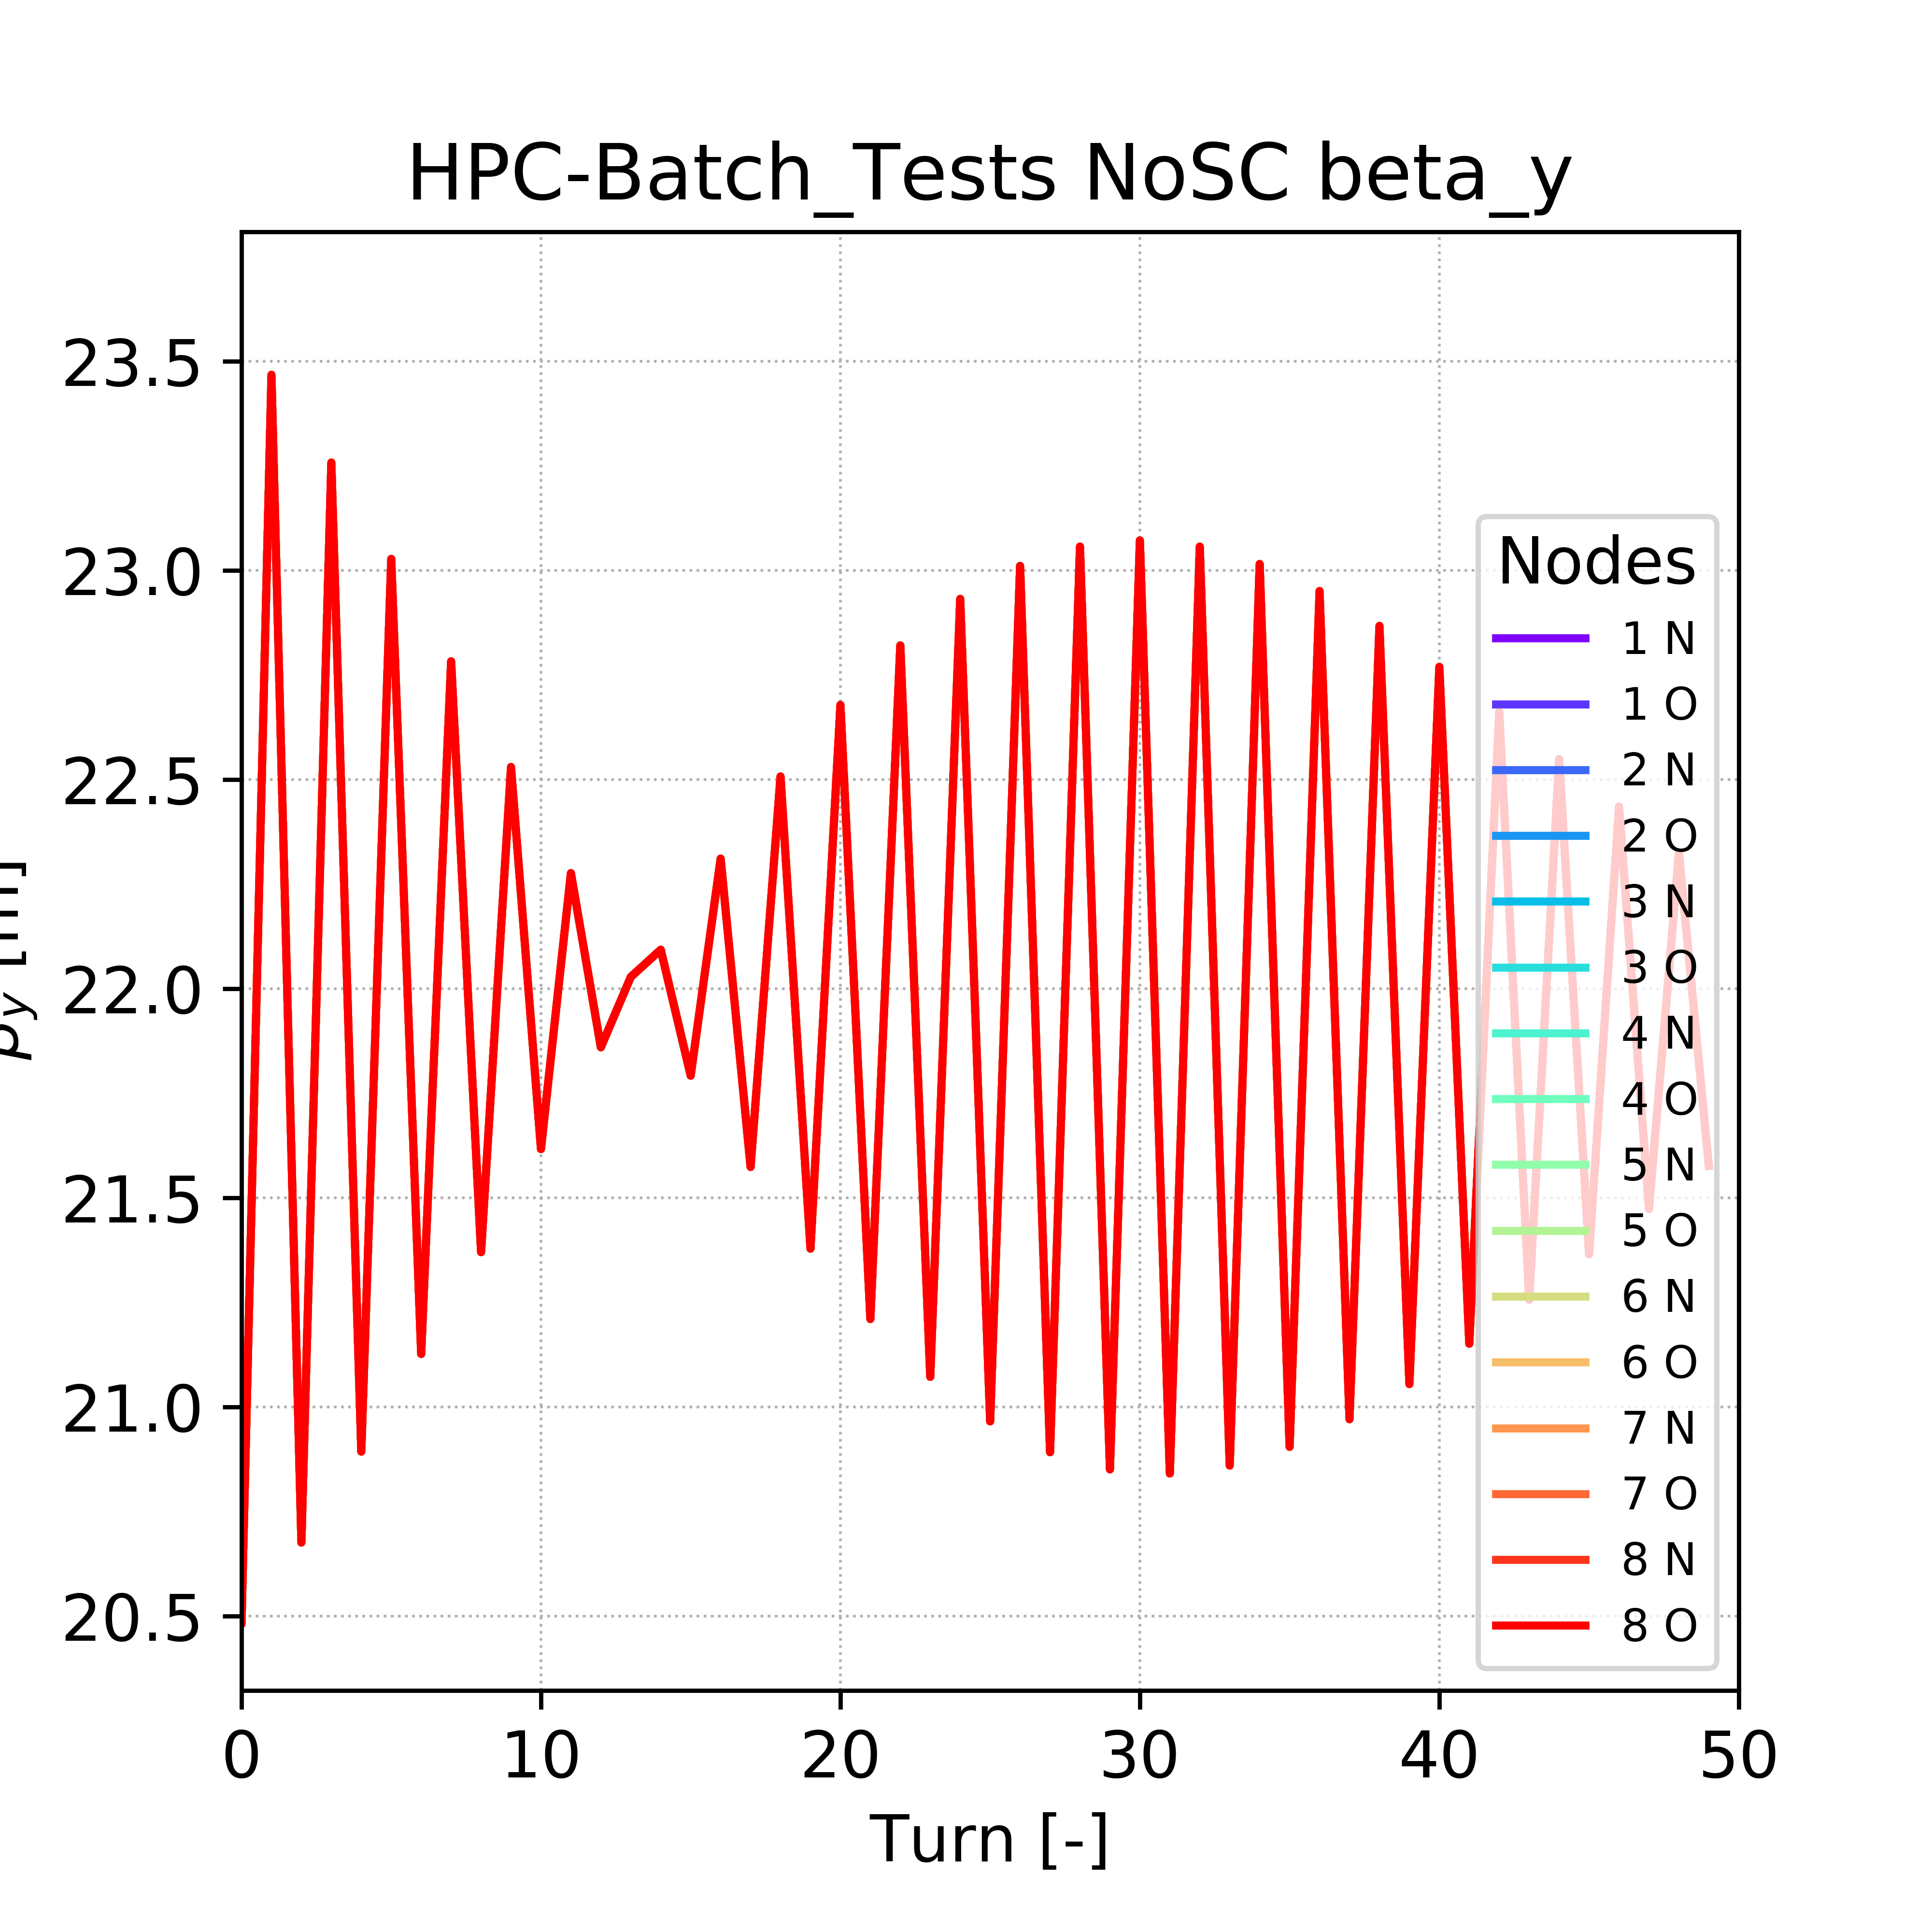 HPC-Batch_Tests NoSC beta_y
23.5
23.0
22.5
22.0
21.5
21.0
20.5
[m]
0 10 20 30 40 50
Turn [-]
Nodes
1 N
1 O
2 N
2 O
3 N
3 O
4 N
4 O
5 N
5 O
6 N
6 O
7 N
7 O
8 N
8 O